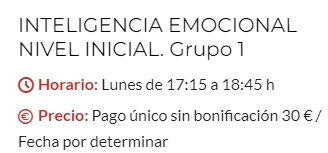 INTELIGENCIA EMOCIONAL
NIVEL INICIAL. Grupo 1
Horario: Lunes de 17:15 a 18:45 h
Precio: Pago único sin bonificación 30 € /
Fecha por determinar